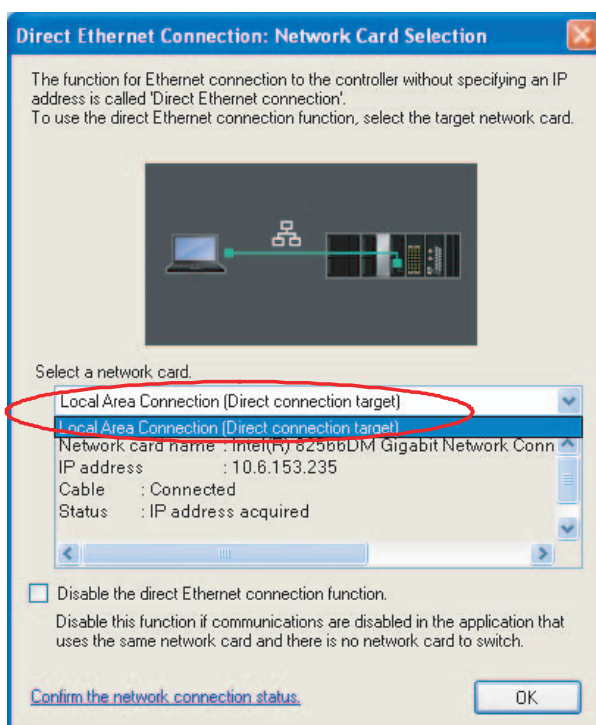 Direct Ethernet Connection: Network Card Selection
The function for Ethernet connection to the controller without specifying an IP
address is called 'Direct Ethernet connection'.
To use the direct Ethernet connection function, select the target network card.
Select a network card.
Local Area Connection (Direct connection target)
Local Area Connection (Direct connection target)
Network card name : Intel(R) 82566DM Gigabit Network Conn
IP address : 10.6.153.235
Cable : Connected
Status : IP address acquired
Disable the direct Ethernet connection function.
Disable this function if communications are disabled in the application that
uses the same network card and there is no network card to switch.
Confirm the network connection status.
OK